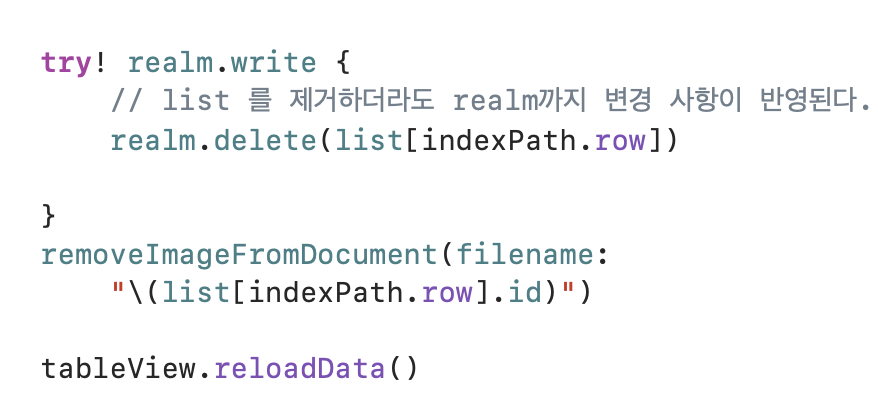 try! realm.write {
    // list 를 제거하더라도 realm까지 변경 사항이 반영된다.
    realm.delete(list[indexPath.row])
}
removeImageFromDocument(filename:
    "\(list[indexPath.row].id)")
tableView.reloadData()